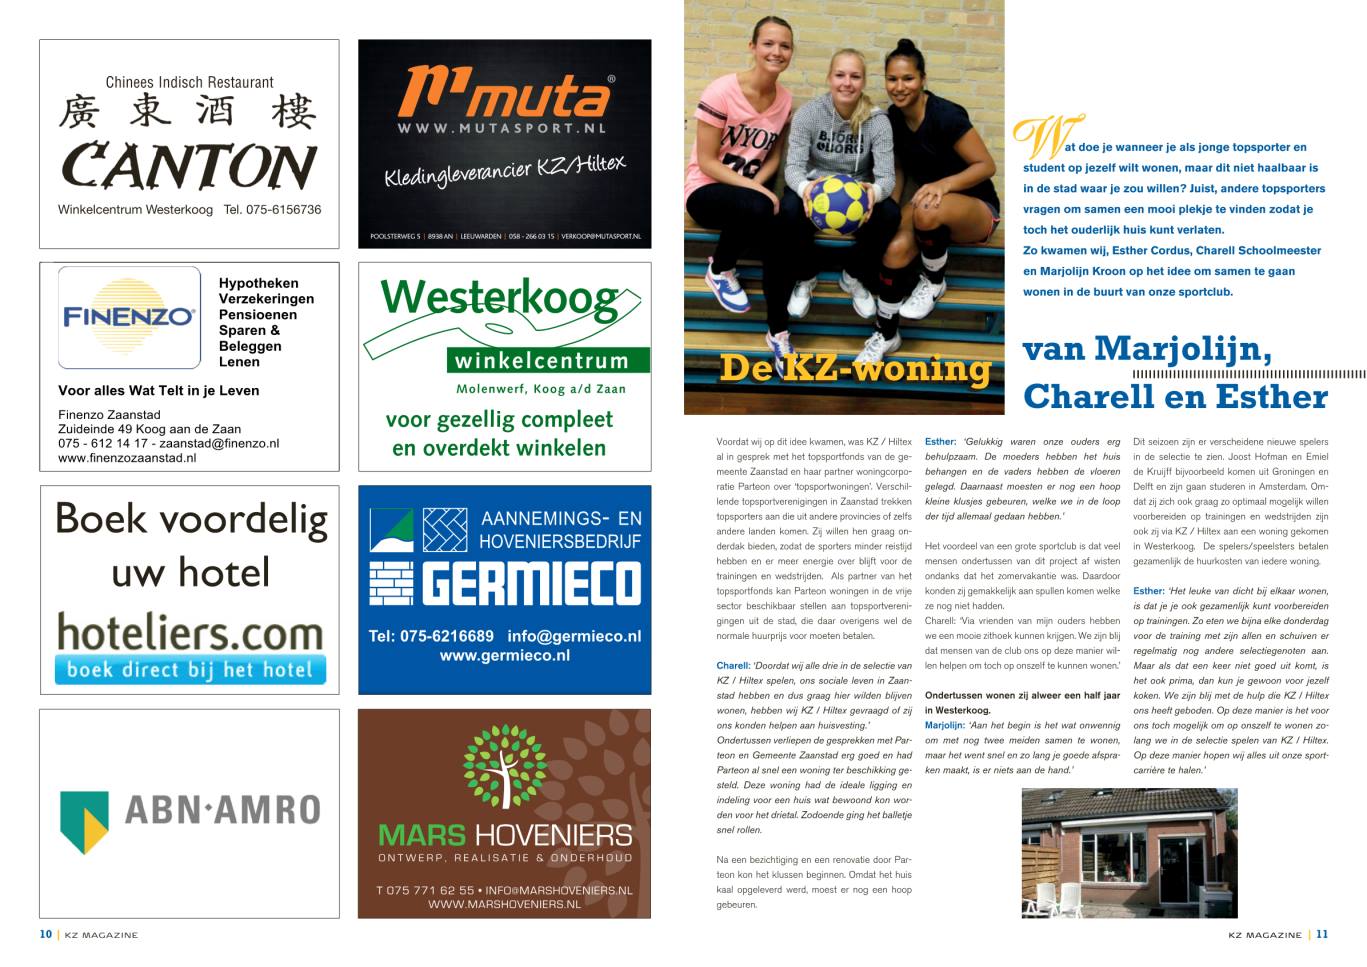 Chinees Indisch Restaurant
廣東酒樓
CANTON
Winkelcentrum Westerkoog Tel. 075-6156736
muta®
WWW.MUTASPORT.NL
Kledingleverancier KZ/Hiltex
POOLSTERWEG 5 | 8938 AN | LEEUWARDEN | 058 - 266 03 15 | VERKOOP@MUTASPORT.NL
FINENZO®
Hypotheken
Verzekeringen
Pensioenen
Sparen &
Beleggen
Lenen
Voor alles Wat Telt in je Leven
Finenzo Zaanstad
Zuideinde 49 Koog aan de Zaan
075 - 612 14 17 - zaanstad@finenzo.nl
www.finenzozaanstad.nl
Westerkoog
winkelcentrum
Molenwerf, Koog a/d Zaan
voor gezellig compleet
en overdekt winkelen
Boek voordelig
uw hotel
hoteliers.com
boek direct bij het hotel
AANNEMINGS- EN
HOVENIERSBEDRIJF
GERMIECO
Tel: 075-6216689 info@germieco.nl
www.germieco.nl
ABN·AMRO
MARS HOVENIERS
ONTWERP, REALISATIE & ONDERHOUD
T 075 771 62 55 • INFO@MARSHOVENIERS.NL
WWW.MARSHOVENIERS.NL
10 | KZ MAGAZINE
NYOR
BJÖRN
BORG
Wat doe je wanneer je als jonge topsporter en
student op jezelf wilt wonen, maar dit niet haalbaar is
in de stad waar je zou willen? Juist, andere topsporters
vragen om samen een mooi plekje te vinden zodat je
toch het ouderlijk huis kunt verlaten.
Zo kwamen wij, Esther Cordus, Charell Schoolmeester
en Marjolijn Kroon op het idee om samen te gaan
wonen in de buurt van onze sportclub.
De KZ-woning
van Marjolijn,
Charell en Esther
Voordat wij op dit idee kwamen, was KZ / Hiltex
al in gesprek met het topsportfonds van de ge-
meente Zaanstad en haar partner woningcorpo-
ratie Parteon over 'topsportwoningen'. Verschil-
lende topsportverenigingen in Zaanstad trekken
topsporters aan die uit andere provincies of zelfs
andere landen komen. Zij willen hen graag on-
derdak bieden, zodat de sporters minder reistijd
hebben en er meer energie over blijft voor de
trainingen en wedstrijden. Als partner van het
topsportfonds kan Parteon woningen in de vrije
sector beschikbaar stellen aan topsportvereni-
gingen uit de stad, die daar overigens wel de
normale huurprijs voor moeten betalen.
Charell: 'Doordat wij alle drie in de selectie van
KZ / Hiltex spelen, ons sociale leven in Zaan-
stad hebben en dus graag hier wilden blijven
wonen, hebben wij KZ / Hiltex gevraagd of zij
ons konden helpen aan huisvesting.'
Ondertussen verliepen de gesprekken met Par-
teon en Gemeente Zaanstad erg goed en had
Parteon al snel een woning ter beschikking ge-
steld. Deze woning had de ideale ligging en
indeling voor een huis wat bewoond kon wor-
den voor het drietal. Zodoende ging het balletje
snel rollen.
Na een bezichtiging en een renovatie door Par-
teon kon het klussen beginnen. Omdat het huis
kaal opgeleverd werd, moest er nog een hoop
gebeuren.
Esther: 'Gelukkig waren onze ouders erg
behulpzaam. De moeders hebben het huis
behangen en de vaders hebben de vloeren
gelegd. Daarnaast moesten er nog een hoop
kleine klusjes gebeuren, welke we in de loop
der tijd allemaal gedaan hebben.'
Het voordeel van een grote sportclub is dat veel
mensen ondertussen van dit project af wisten
ondanks dat het zomervakantie was. Daardoor
konden zij gemakkelijk aan spullen komen welke
ze nog niet hadden.
Charell: 'Via vrienden van mijn ouders hebben
we een mooie zithoek kunnen krijgen. We zijn blij
dat mensen van de club ons op deze manier wil-
len helpen om toch op onszelf te kunnen wonen.'
Ondertussen wonen zij alweer een half jaar
in Westerkoog.
Marjolijn: 'Aan het begin is het wat onwennig
om met nog twee meiden samen te wonen,
maar het went snel en zo lang je goede afspra-
ken maakt, is er niets aan de hand.'
Dit seizoen zijn er verscheidene nieuwe spelers
in de selectie te zien. Joost Hofman en Emiel
de Kruijff bijvoorbeeld komen uit Groningen en
Delft en zijn gaan studeren in Amsterdam. Om-
dat zij zich ook graag zo optimaal mogelijk willen
voorbereiden op trainingen en wedstrijden zijn
ook zij via KZ / Hiltex aan een woning gekomen
in Westerkoog. De spelers/speelsters betalen
gezamenlijk de huurkosten van iedere woning.
Esther: 'Het leuke van dicht bij elkaar wonen,
is dat je je ook gezamenlijk kunt voorbereiden
op trainingen. Zo eten we bijna elke donderdag
voor de training met zijn allen en schuiven er
regelmatig nog andere selectiegenoten aan.
Maar als dat een keer niet goed uit komt, is
het ook prima, dan kun je gewoon voor jezelf
koken. We zijn blij met de hulp die KZ / Hiltex
ons heeft geboden. Op deze manier is het voor
ons toch mogelijk om op onszelf te wonen zo-
lang we in de selectie spelen van KZ / Hiltex.
Op deze manier hopen wij alles uit onze sport-
carrière te halen.'
KZ MAGAZINE | 11